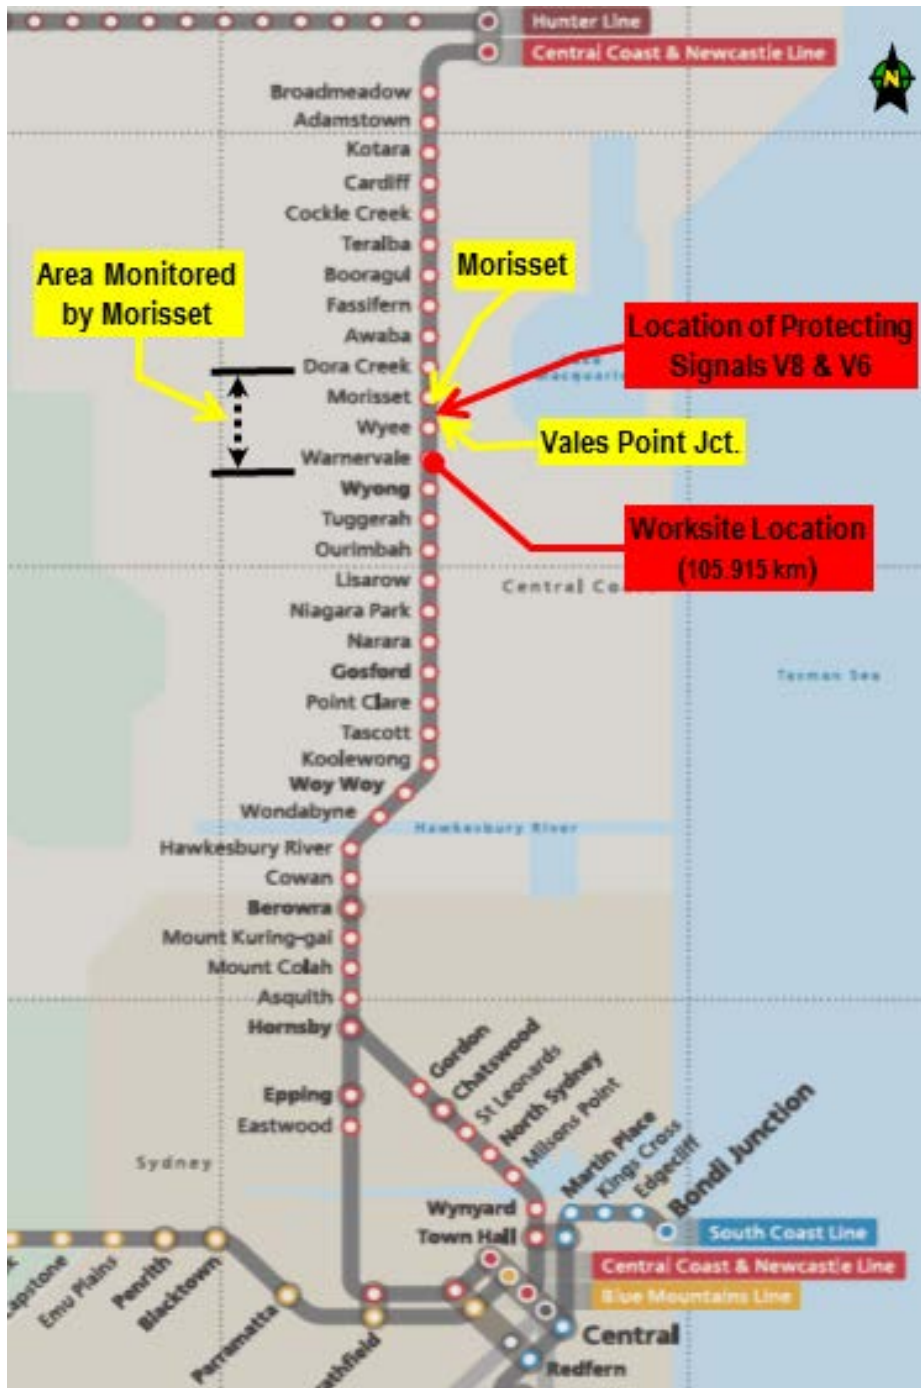 Hunter Line
Central Coast & Newcastle Line
N
Broadmeadow
Adamstown
Kotara
Cardiff
Cockle Creek
Teralba
Booragul
Fassifern
Awaba
Dora Creek
Morisset
Wyee
Warnervale
Wyong
Tuggerah
Ourimbah
Lisarow
Niagara Park
Narara
Gosford
Point Clare
Tascott
Koolewong
Woy Woy
Wondabyne
Hawkesbury River
Cowan
Berowra
Mount Kuring-gai
Mount Colah
Asquith
Hornsby
Epping
Eastwood
Area Monitored
by Morisset
Morisset
Location of Protecting
Signals V8 & V6
Vales Point Jct.
Worksite Location
(105.915 km)
Central
Tasman Sea
Hawkesbury River
Gordon
Chatswood
St Leonards
North Sydney
Milsons Point
Wynyard
Town Hall
Martin Place
Kings Cross
Edgecliff
Bondi Junction
Sydney
South Coast Line
Central Coast & Newcastle Line
Blue Mountains Line
Emu Plains
Penrith
Blacktown
Parramatta
Central
Redfern